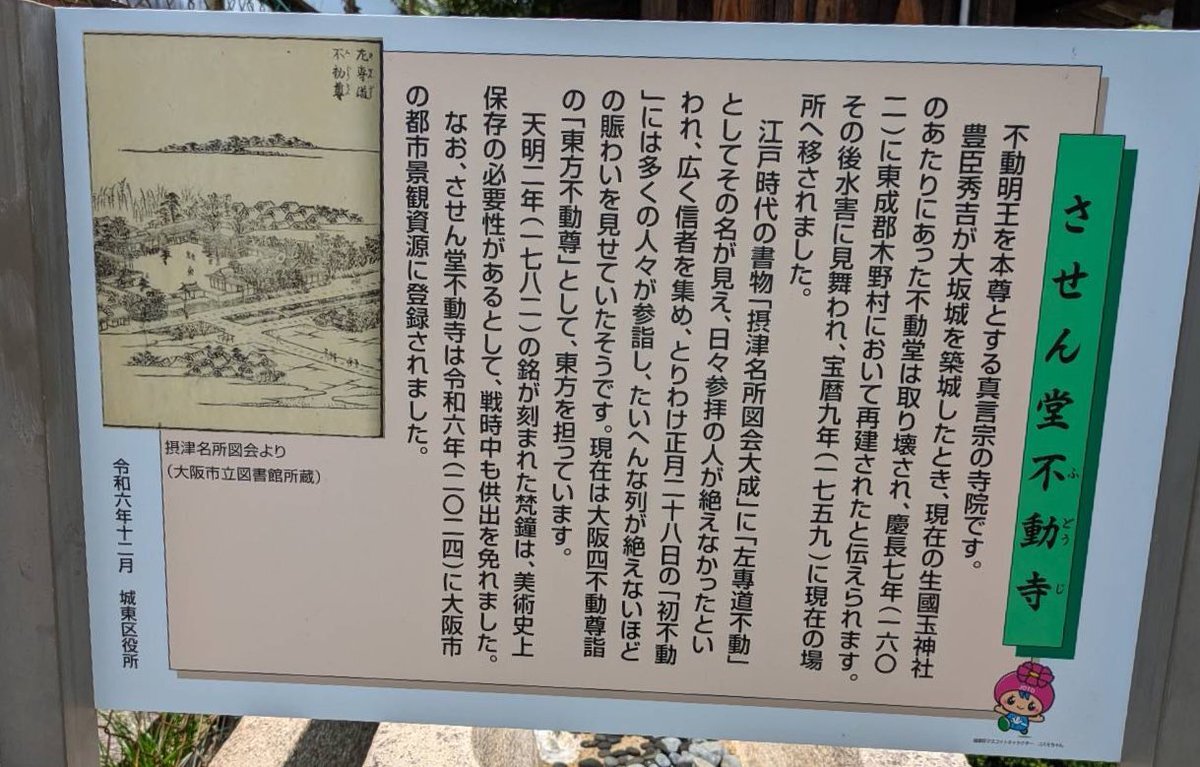 させん堂不動寺
ふどうじ
不動明王を本尊とする真言宗の寺院です。
豊臣秀吉が大坂城を築城したとき、現在の生國玉神社
のあたりにあった不動堂は取り壊され、慶長七年(一六〇
二)に東成郡木野村において再建されたと伝えられます。
その後水害に見舞われ、宝暦九年(一七五九)に現在の場
所へ移されました。
江戸時代の書物「摂津名所図会大成」に「左專道不動」
としてその名が見え、日々参拝の人が絶えなかったとい
われ、広く信者を集め、とりわけ正月二十八日の「初不動
」には多くの人々が参詣し、たいへんな列が絶えないほど
の賑わいを見せていたそうです。現在は大阪四不動尊詣
の「東方不動尊」として、東方を担っています。
天明二年(一七八二)の銘が刻まれた梵鐘は、美術史上
保存の必要性があるとして、戦時中も供出を免れました。
なお、させん堂不動寺は令和六年(二〇二四)に大阪市
の都市景観資源に登録されました。
左專道
不動尊
摂津名所図会より
(大阪市立図書館所蔵)
令和六年十二月 城東区役所